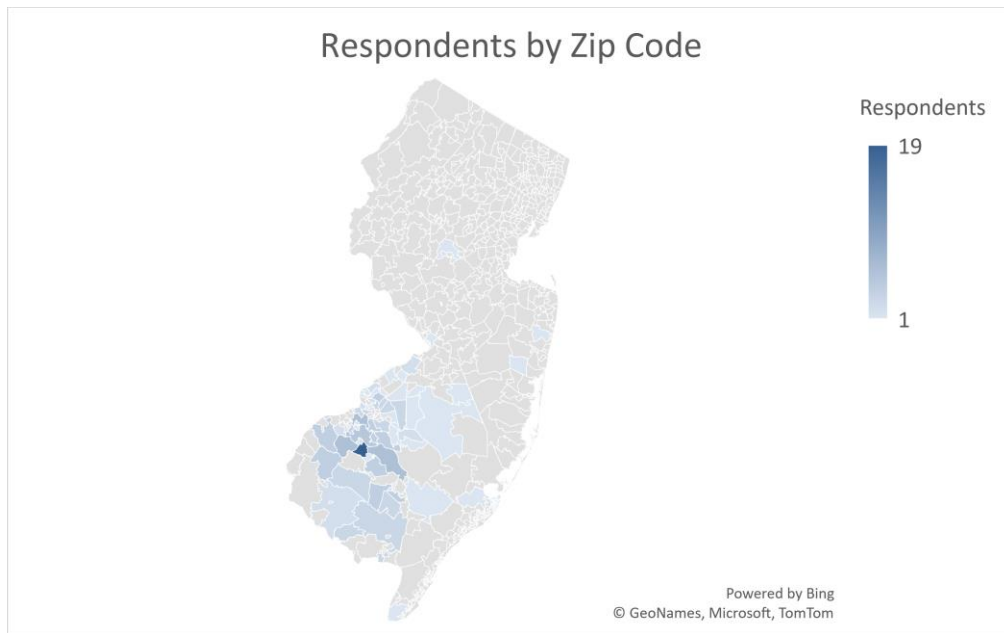 Respondents by Zip Code
Respondents
19
1
Powered by Bing
© GeoNames, Microsoft, TomTom